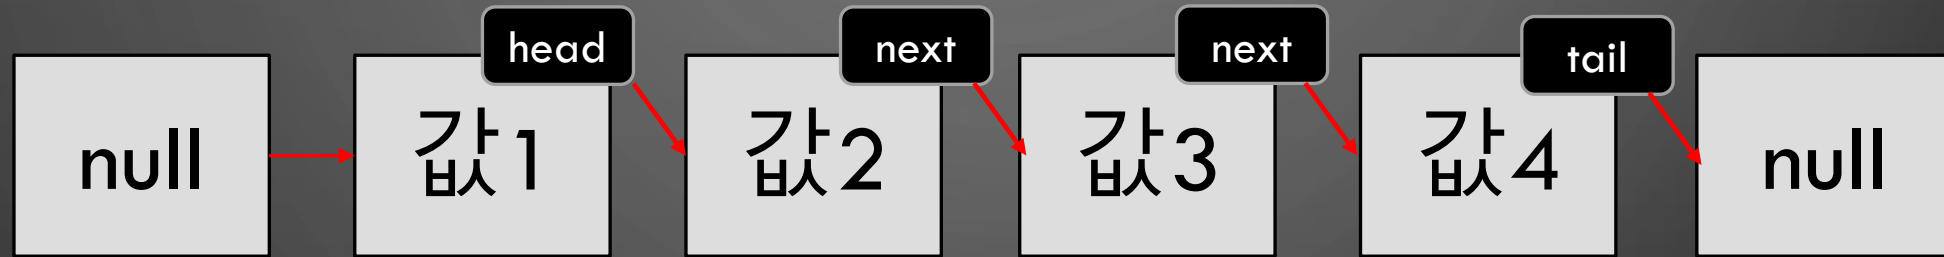 head
next
next
tail
null
값1
값2
값3
값4
null